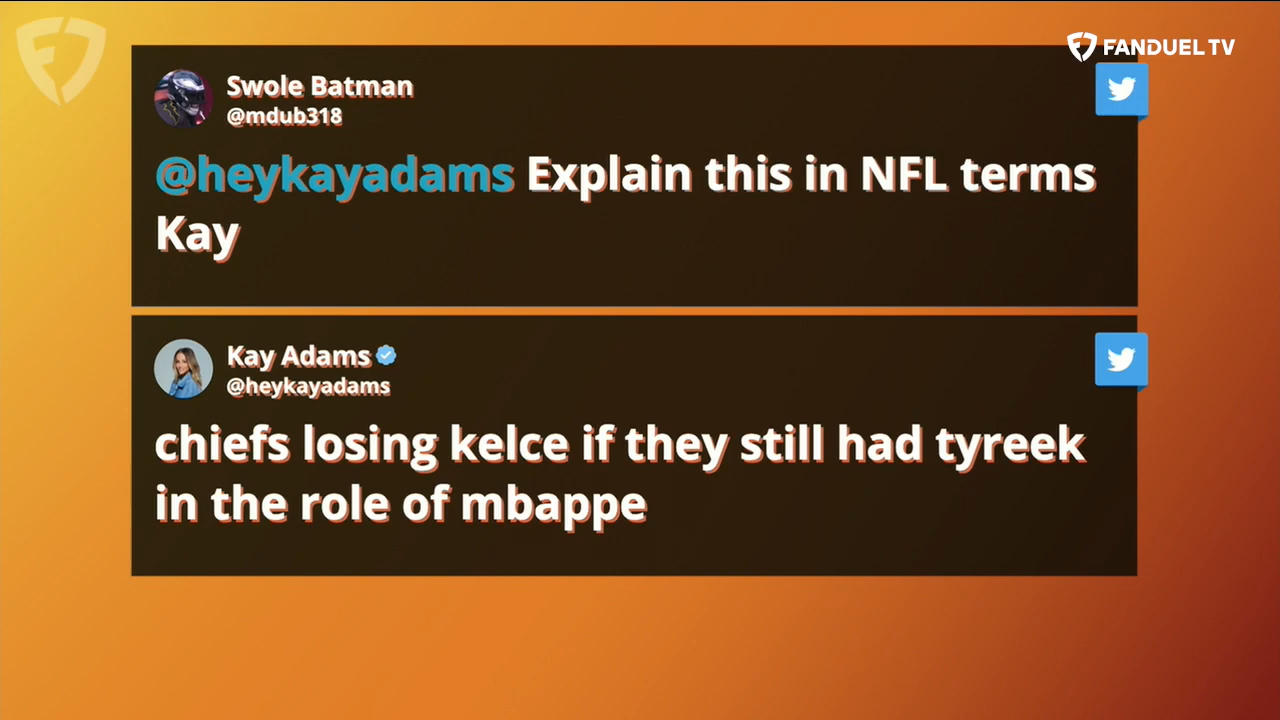 FANDUEL TV
Swole Batman
@mdub318
@heykayadams Explain this in NFL terms
Kay
Kay Adams
@heykayadams
chiefs losing kelce if they still had tyreek
in the role of mbappe